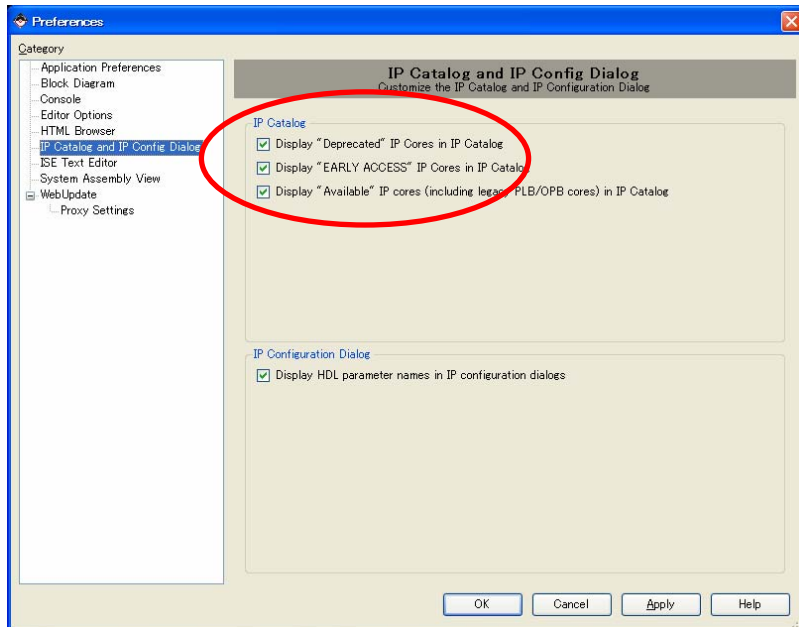 Preferences
Category
Application Preferences
Block Diagram
Console
Editor Options
HTML Browser
IP Catalog and IP Config Dialog
ISE Text Editor
System Assembly View
WebUpdate
Proxy Settings
IP Catalog and IP Config Dialog
Customize the IP Catalog and IP Configuration Dialog
IP Catalog
Display "Deprecated" IP Cores in IP Catalog
Display "EARLY ACCESS" IP Cores in IP Catalog
Display "Available" IP cores (including legacy PLB/OPB cores) in IP Catalog
IP Configuration Dialog
Display HDL parameter names in IP configuration dialogs
OK Cancel Apply Help